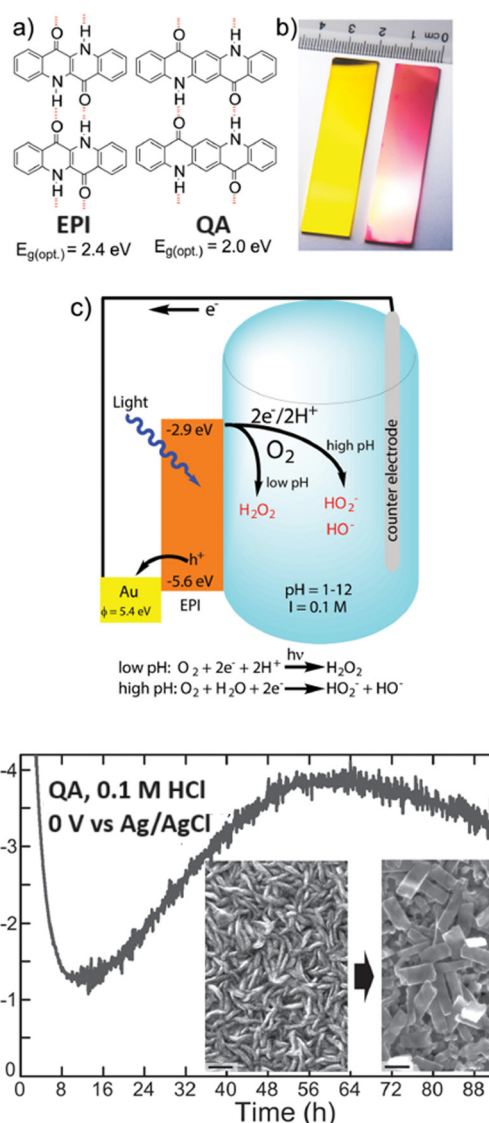 a)
O H
N
N O
H
O H
N
N O
H
EPI
E_g(opt.) = 2.4 eV
O H
N
N O
H
O H
N
N O
H
QA
E_g(opt.) = 2.0 eV
b)
4 3 2 1 0 cm
c)
e⁻
Light
-2.9 eV
2e⁻/2H⁺
O₂
high pH
low pH
H₂O₂
HO₂⁻
HO⁻
counter electrode
h⁺
-5.6 eV
Au
ϕ = 5.4 eV
EPI
pH = 1-12
I = 0.1 M
hν
low pH: O₂ + 2e⁻ + 2H⁺ → H₂O₂
high pH: O₂ + H₂O + 2e⁻ → HO₂⁻ + HO⁻
-4
-3
-2
-1
0
QA, 0.1 M HCl
0 V vs Ag/AgCl
0 8 16 24 32 40 48 56 64 72 80 88
Time (h)